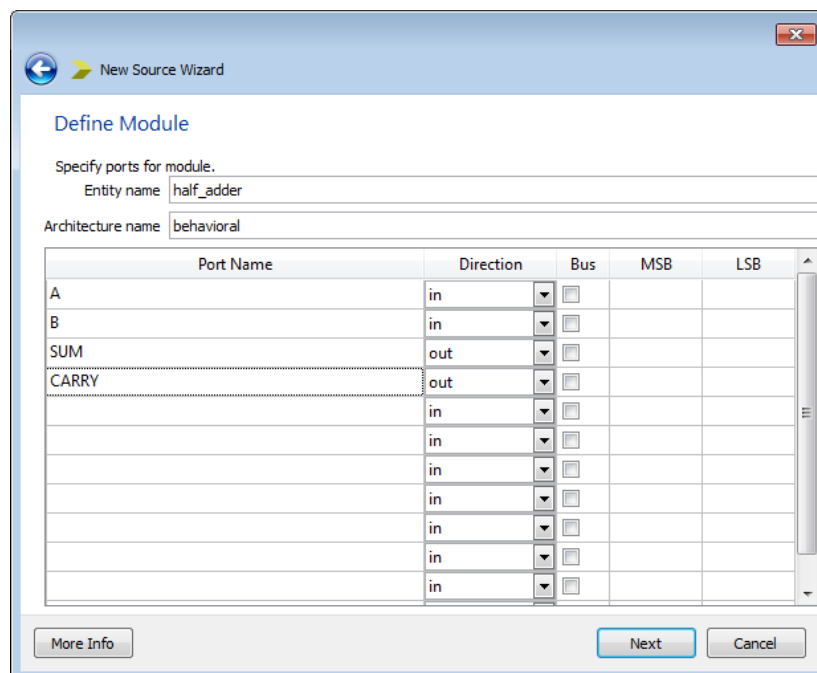 New Source Wizard
Define Module
Specify ports for module.
Entity name half_adder
Architecture name behavioral
Port Name Direction Bus MSB LSB
A in
B in
SUM out
CARRY out
in
in
in
in
in
in
in
More Info Next Cancel